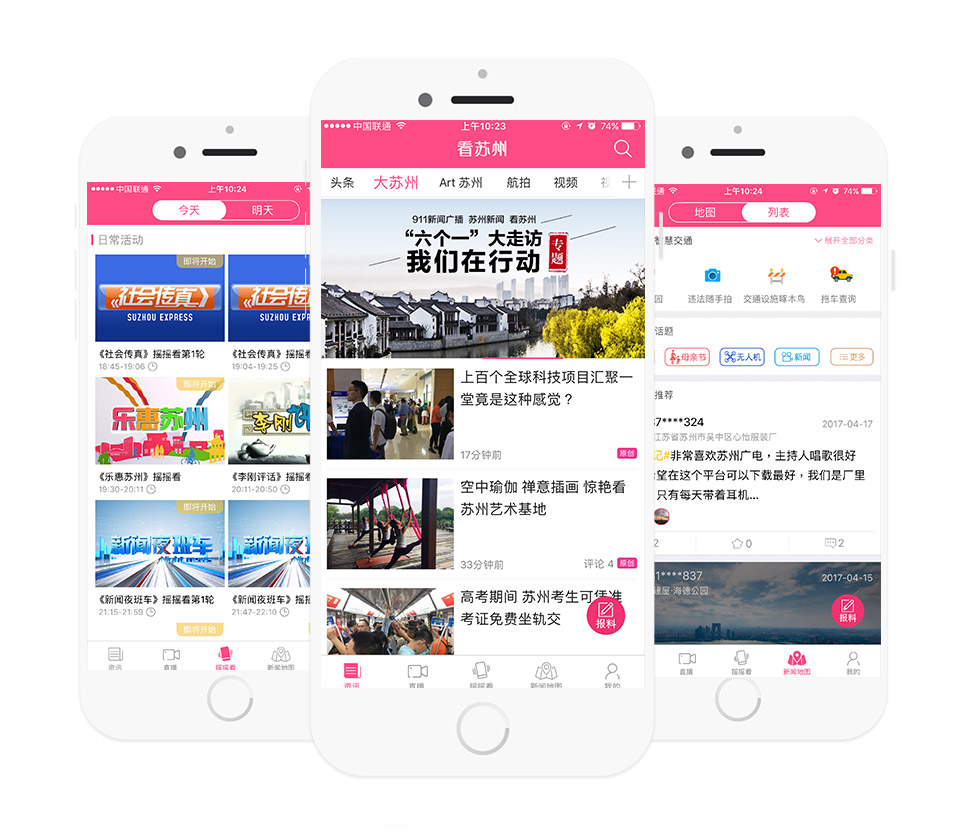 中国联通
上午10:24
今天
明天
日常活动
即将开始
社会传真
SUZHOU EXPRESS
社会传
SUZHOU EXPRESS
《社会传真》摇摇看第1轮
18:45-19:06
《社会传真》摇摇看
19:04-19:25
即将开始
乐惠苏州
李刚评
《乐惠苏州》摇摇看
19:30-20:11
《李刚评话》摇摇看
20:11-20:50
即将开始
新闻夜班车
新闻夜班
《新闻夜班车》摇摇看第1轮
21:15-21:59
《新闻夜班车》摇摇看
21:47-22:10
即将开始
资讯
直播
摇摇看
新闻地图
中国联通
上午10:23
74%
看苏州
头条
大苏州
Art 苏州
航拍
视频
911新闻广播 苏州新闻 看苏州
“六个一”大走访
我们在行动
专题
上百个全球科技项目汇聚一
堂竟是这种感觉？
17分钟前
原创
空中瑜伽 禅意插画 惊艳看
苏州艺术基地
33分钟前
评论 4
原创
高考期间 苏州考生可凭准
考证免费坐轨交
报料
资讯
直播
摇摇看
新闻地图
我的
通
上午10:24
74%
地图
列表
慧交通
展开全部分类
园
违法随手拍
交通设施啄木鸟
拖车查询
话题
母亲节
无人机
新闻
更多
推荐
37****324
2017-04-17
江苏省苏州市吴中区心怡服装厂
记#非常喜欢苏州广电，主持人唱歌很好
望在这个平台可以下载最好，我们是厂里
只有每天带着耳机...
2
0
2
1****837
2017-04-15
建屋 海德公园
报料
直播
摇摇看
新闻地图
我的